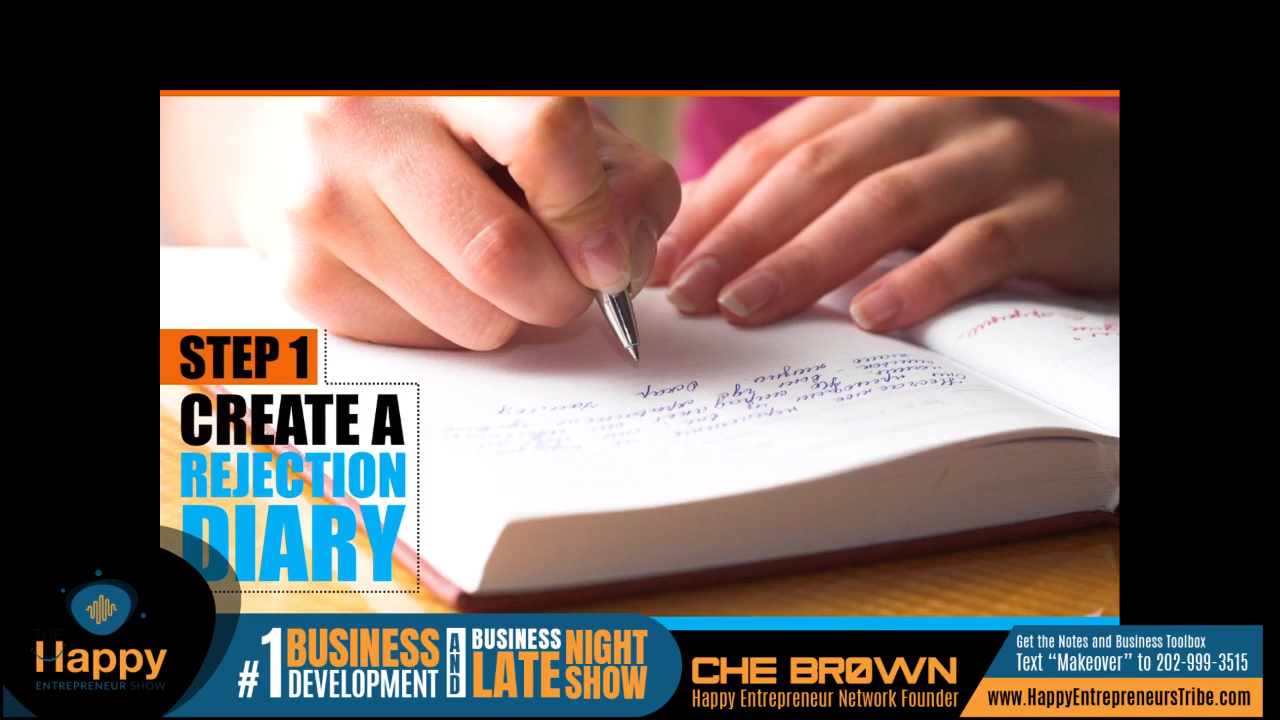 STEP 1
CREATE A
REJECTION
DIARY
Happy
ENTREPRENEUR SHOW
#1 BUSINESS DEVELOPMENT AND BUSINESS LATE NIGHT SHOW
CHE BROWN
Happy Entrepreneur Network Founder
Get the Notes and Business Toolbox
Text “Makeover” to 202-999-3515
www.HappyEntrepreneursTribe.com